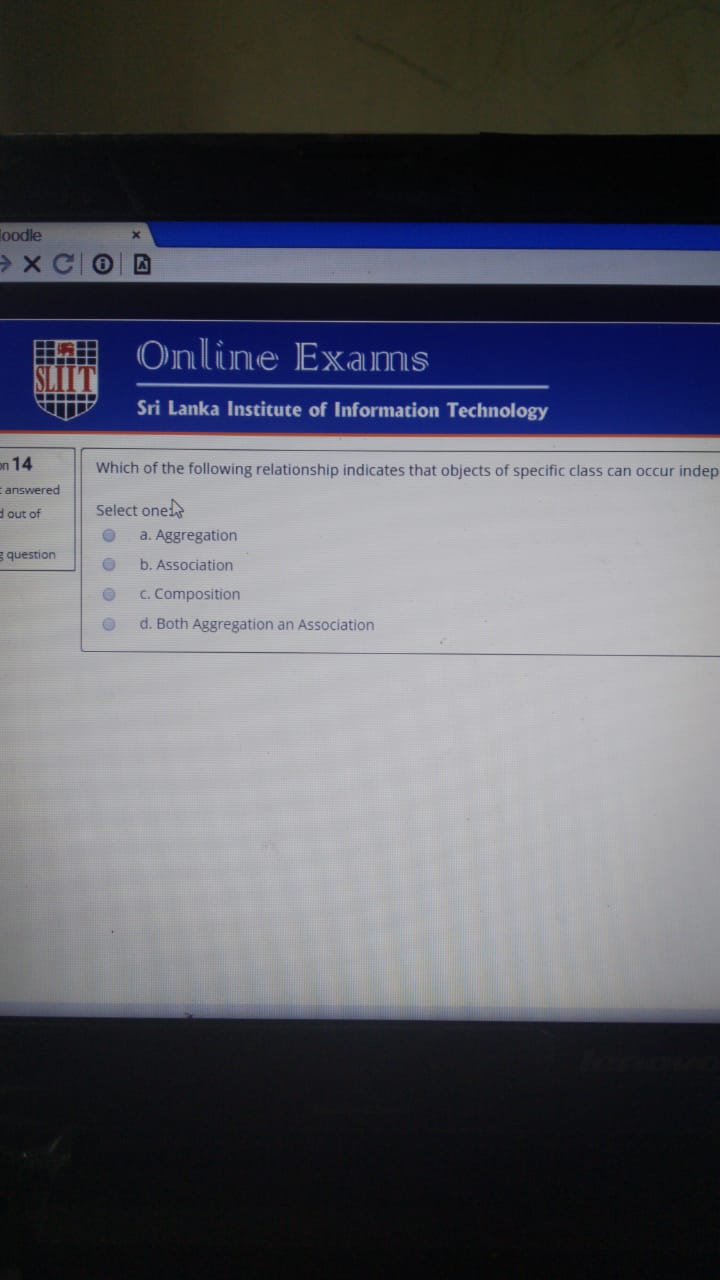 loodle
Online Exams
SLIIT
Sri Lanka Institute of Information Technology
on 14
answered
d out of
question
Which of the following relationship indicates that objects of specific class can occur indep
Select one:
a. Aggregation
b. Association
c. Composition
d. Both Aggregation an Association
lenovo